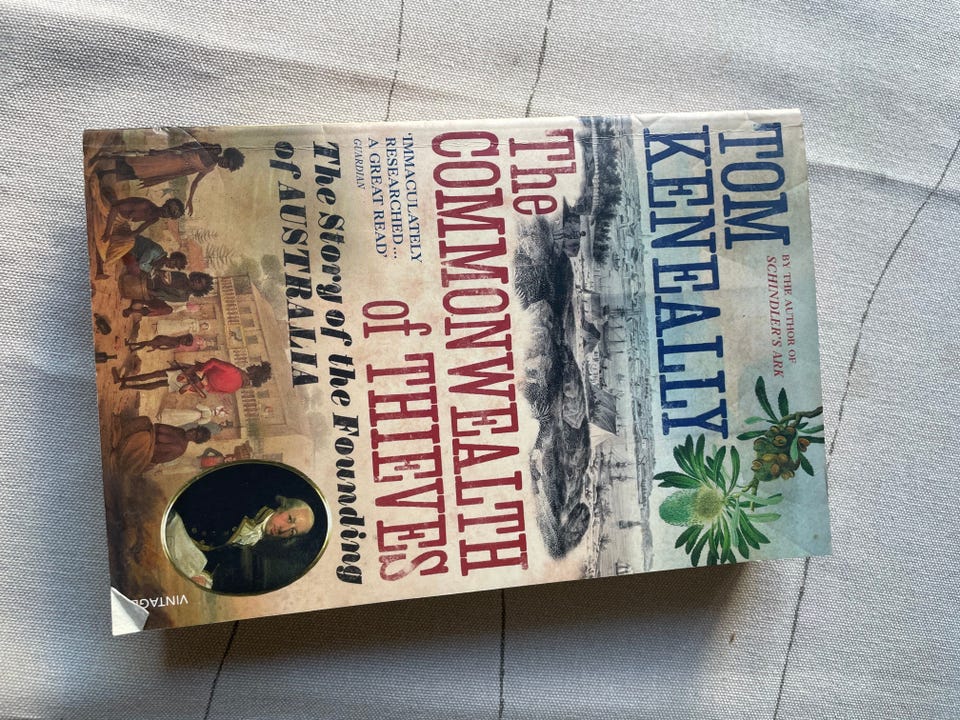 TOM
KENEALLY
BY THE AUTHOR OF
SCHINDLER'S ARK
The
COMMONWEALTH
of THIEVES
'IMMACULATELY
RESEARCHED...
A GREAT READ'
GUARDIAN
The Story of the Founding
of AUSTRALIA
VINTAGE